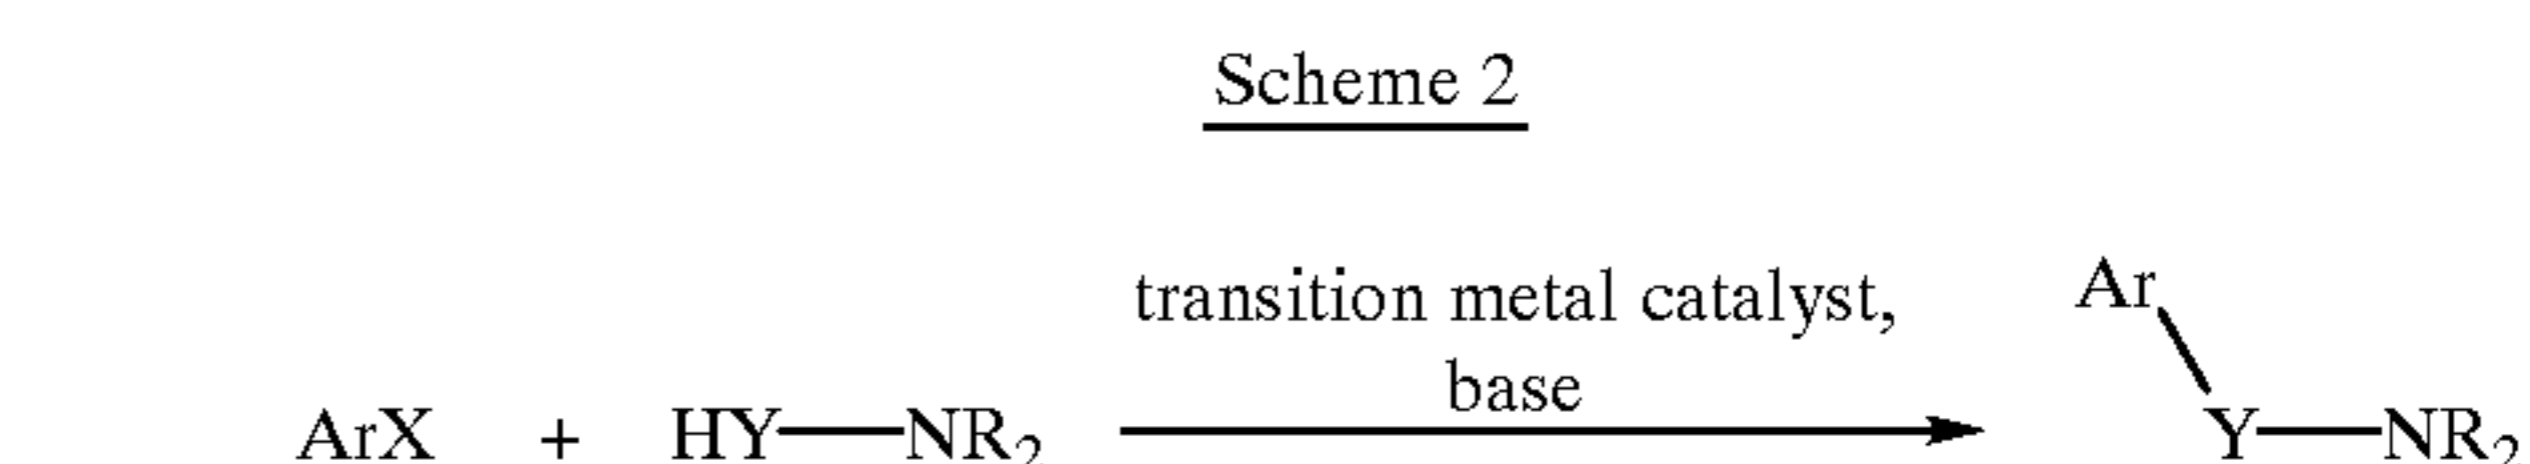 Scheme 2
transition metal catalyst,
base
Ar
ArX + HY—NR₂ Y—NR₂